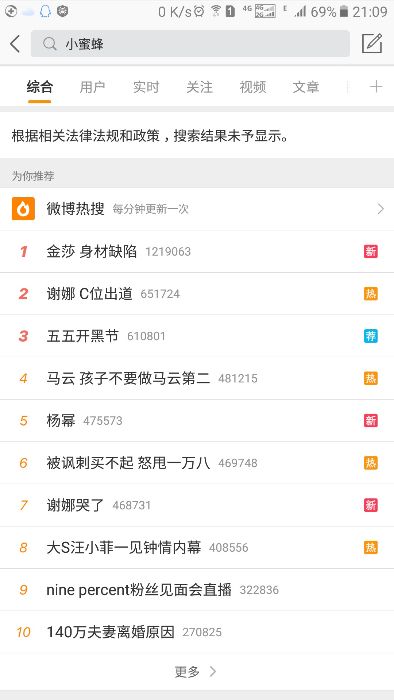 0 K/s 1 4G 4G 2G E 69% 21:09
小蜜蜂
综合 用户 实时 关注 视频 文章
根据相关法律法规和政策，搜索结果未予显示。
为你推荐
微博热搜 每分钟更新一次
1 金莎 身材缺陷 1219063 新
2 谢娜 C位出道 651724 热
3 五五开黑节 610801 荐
4 马云 孩子不要做马云第二 481215 热
5 杨幂 475573 新
6 被讽刺买不起 怒甩一万八 469748 热
7 谢娜哭了 468731 新
8 大S汪小菲一见钟情内幕 408556 热
9 nine percent粉丝见面会直播 322836
10 140万夫妻离婚原因 270825
更多